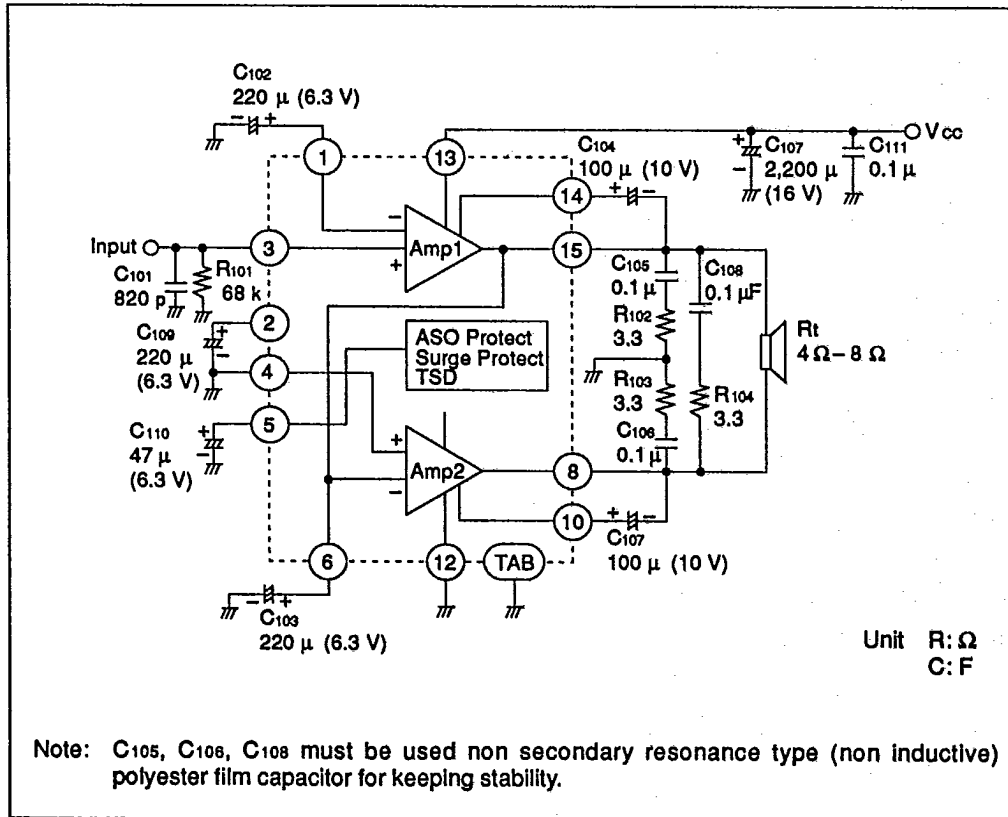 C102
220 μ (6.3 V)
1
13
C104
100 μ (10 V)
VCC
C107
2,200 μ
(16 V)
C111
0.1 μ
14
Input
3
Amp1
15
C101
820 p
R101
68 k
C105
0.1 μ
C108
0.1 μF
R102
3.3
C109
220 μ
(6.3 V)
2
4
ASO Protect
Surge Protect
TSD
Rt
4 Ω – 8 Ω
R103
3.3
R104
3.3
5
C110
47 μ
(6.3 V)
C106
0.1 μ
Amp2
8
10
C107
100 μ (10 V)
6
12
TAB
C103
220 μ (6.3 V)
Unit R: Ω
C: F
Note: C105, C106, C108 must be used non secondary resonance type (non inductive)
polyester film capacitor for keeping stability.